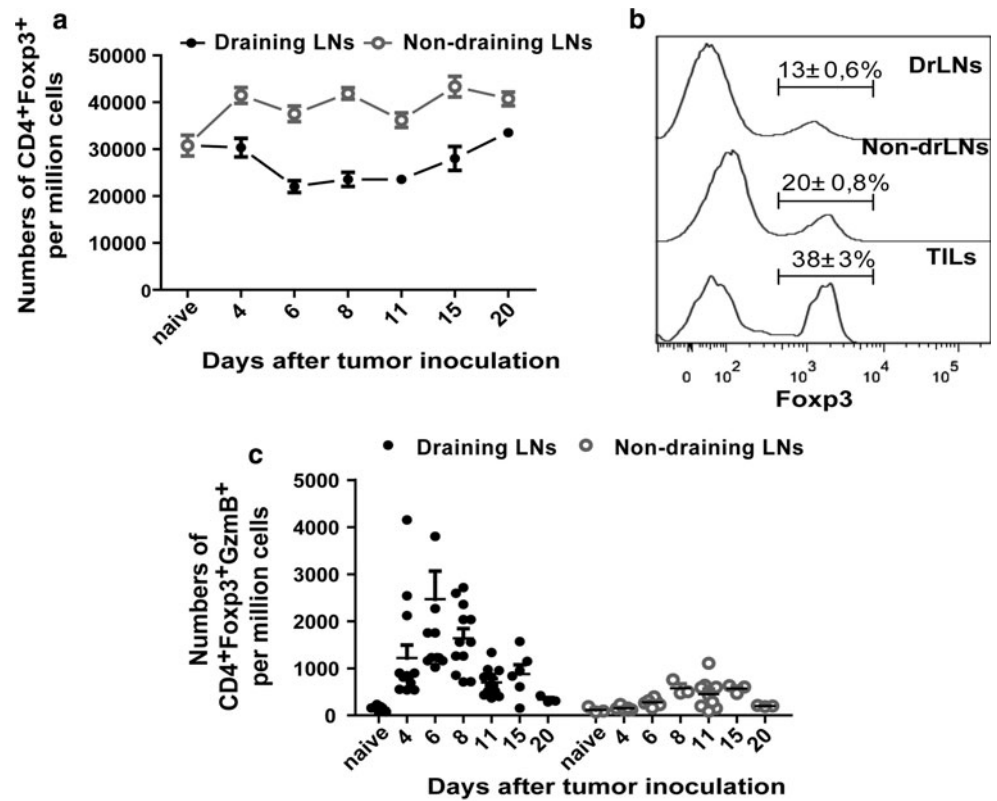 a
Draining LNs
Non-draining LNs
Numbers of CD4+Foxp3+
per million cells
50000
40000
30000
20000
10000
0
naive
4
6
8
11
15
20
Days after tumor inoculation
b
13± 0,6%
DrLNs
Non-drLNs
20± 0,8%
38± 3%
TILs
0
10²
10³
10⁴
10⁵
Foxp3
c
Draining LNs
Non-draining LNs
Numbers of
CD4+Foxp3+GzmB+
per million cells
5000
4000
3000
2000
1000
0
naive
4
6
8
11
15
20
naive
4
6
8
11
15
20
Days after tumor inoculation